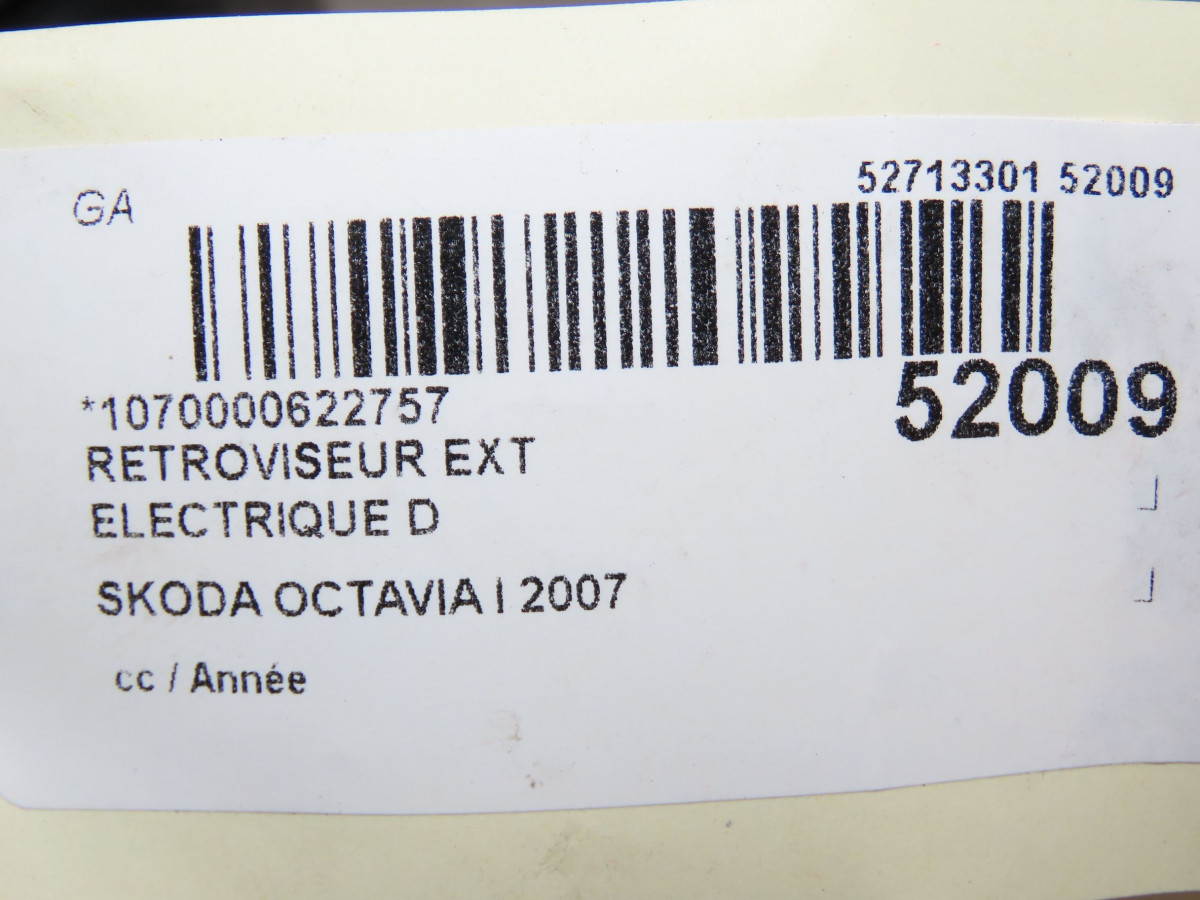 52713301 52009
GA
52009
*1070000622757
RETROVISEUR EXT
ELECTRIQUE D
SKODA OCTAVIA I 2007
cc / Année